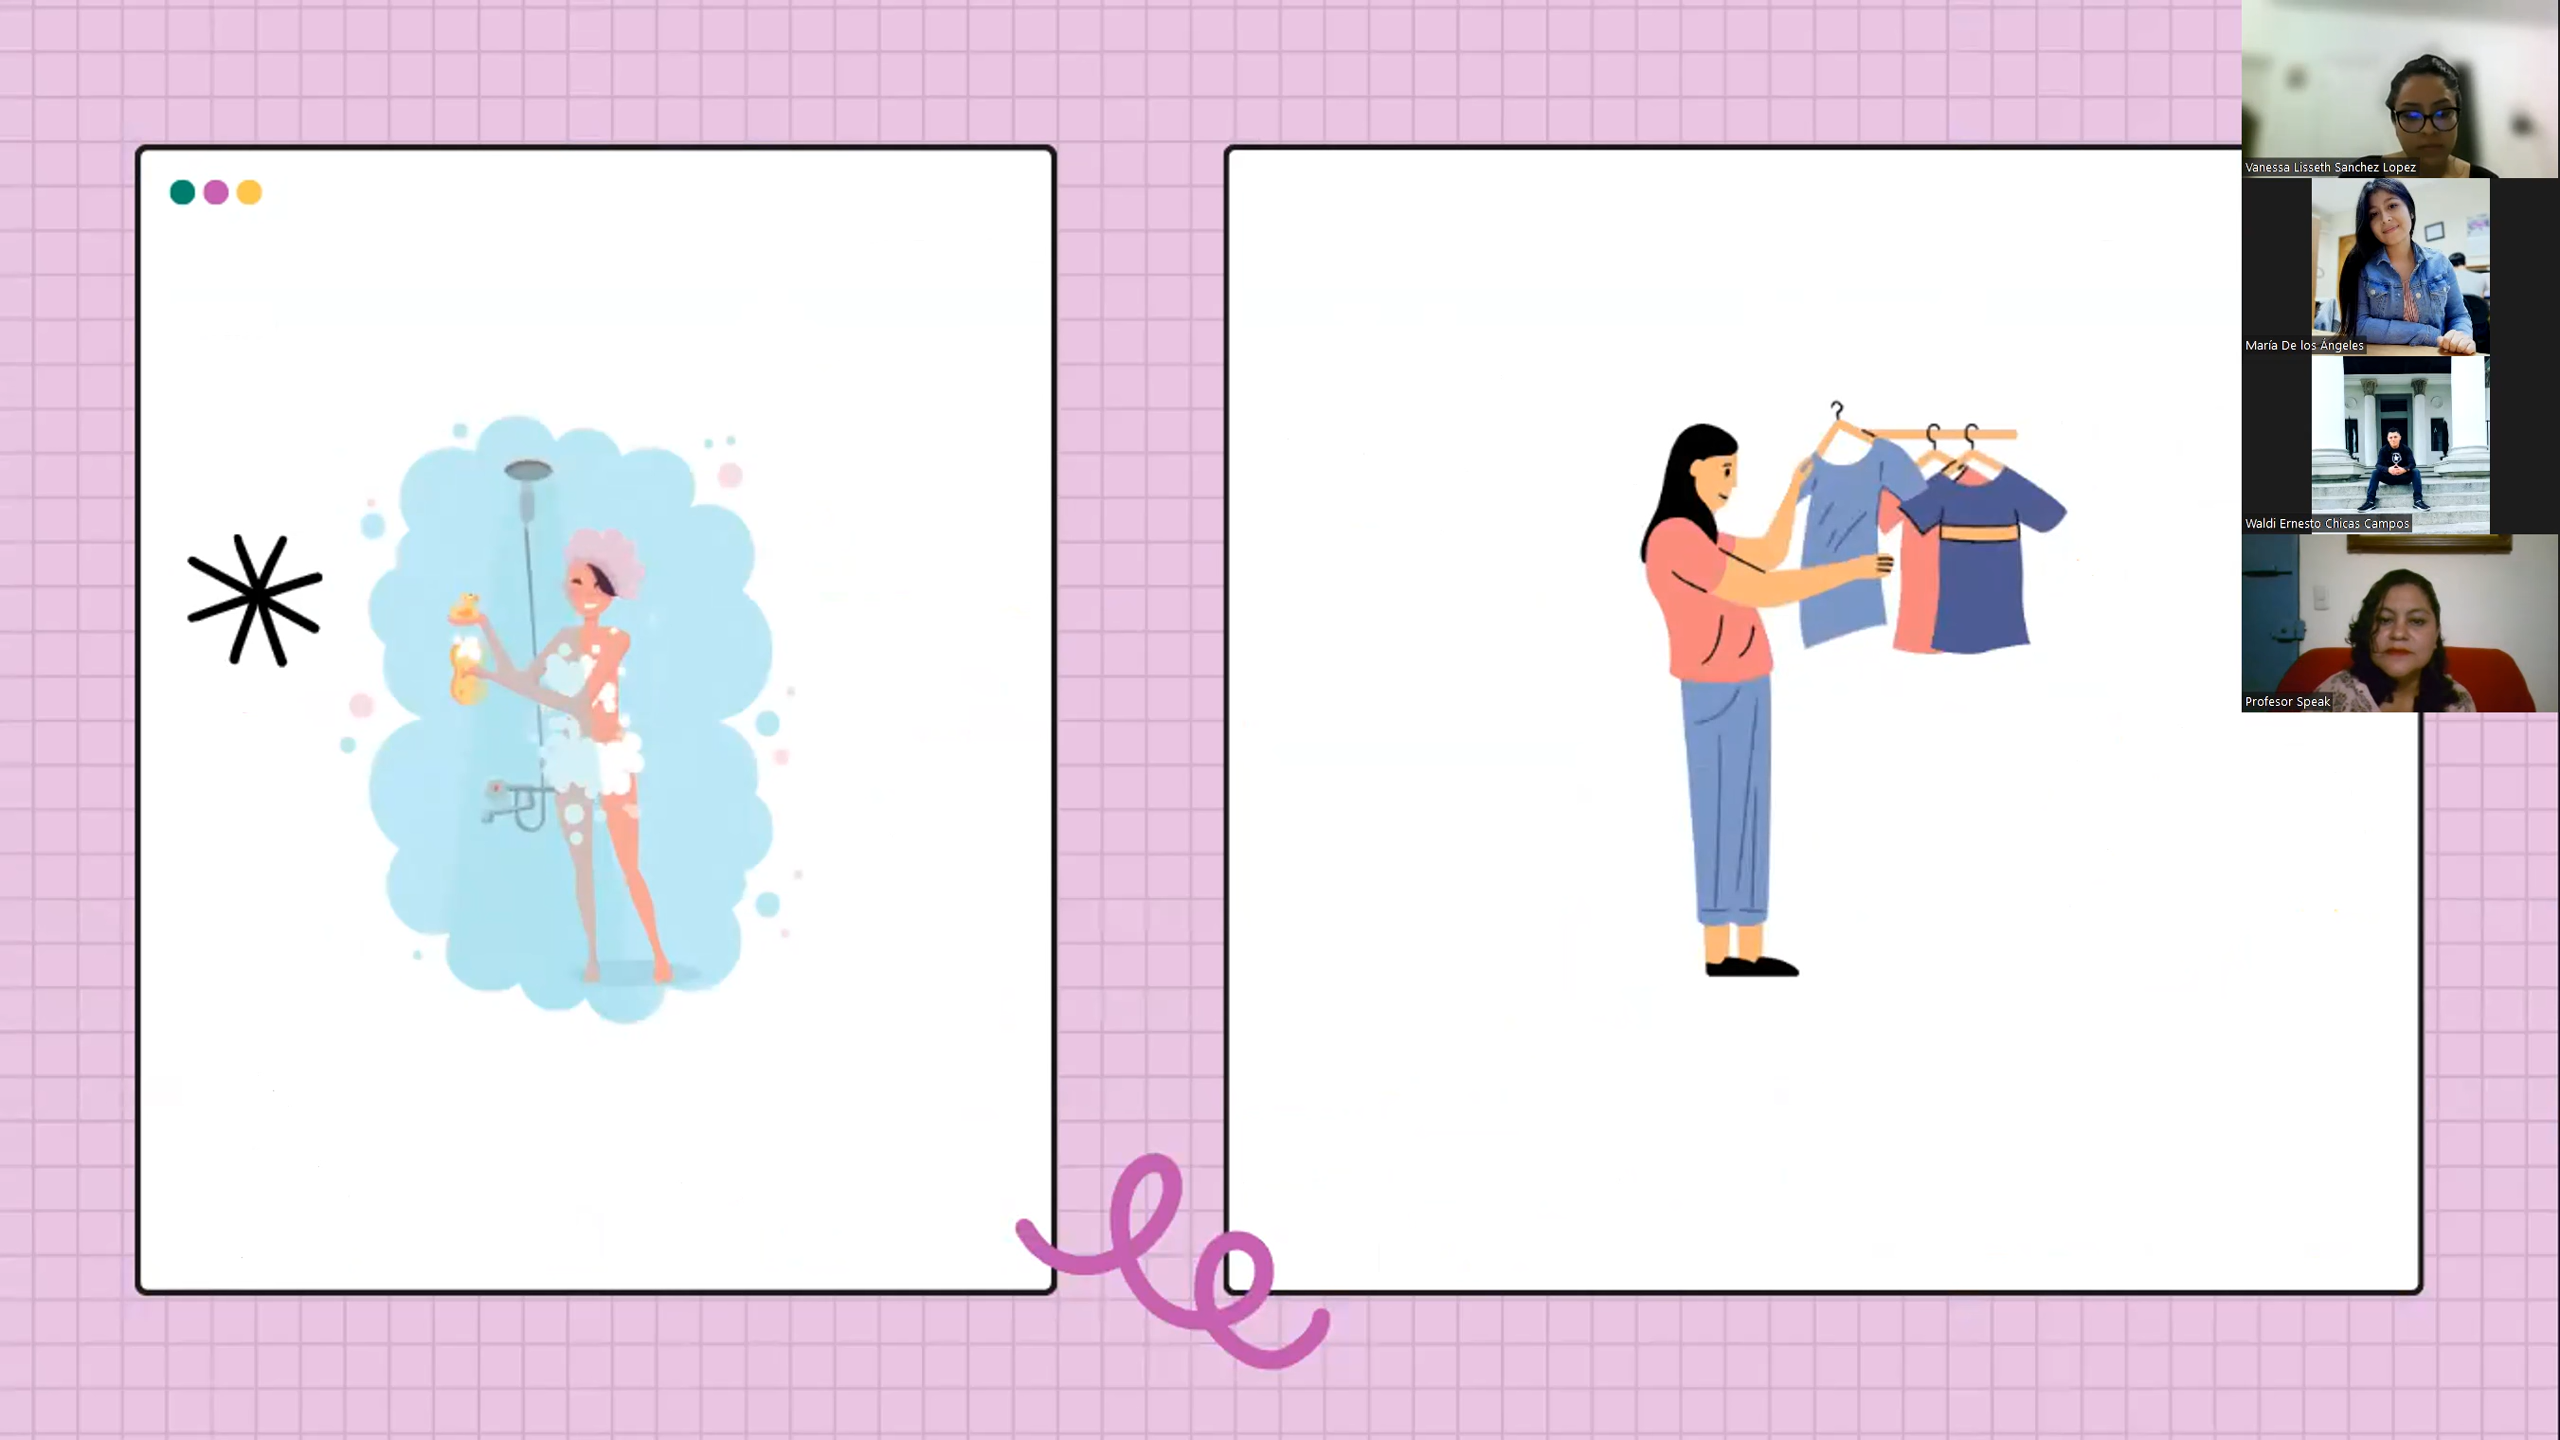 Vanessa Lisseth Sanchez Lopez
María De los Ángeles
Waldi Ernesto Chicas Campos
Profesor Speak